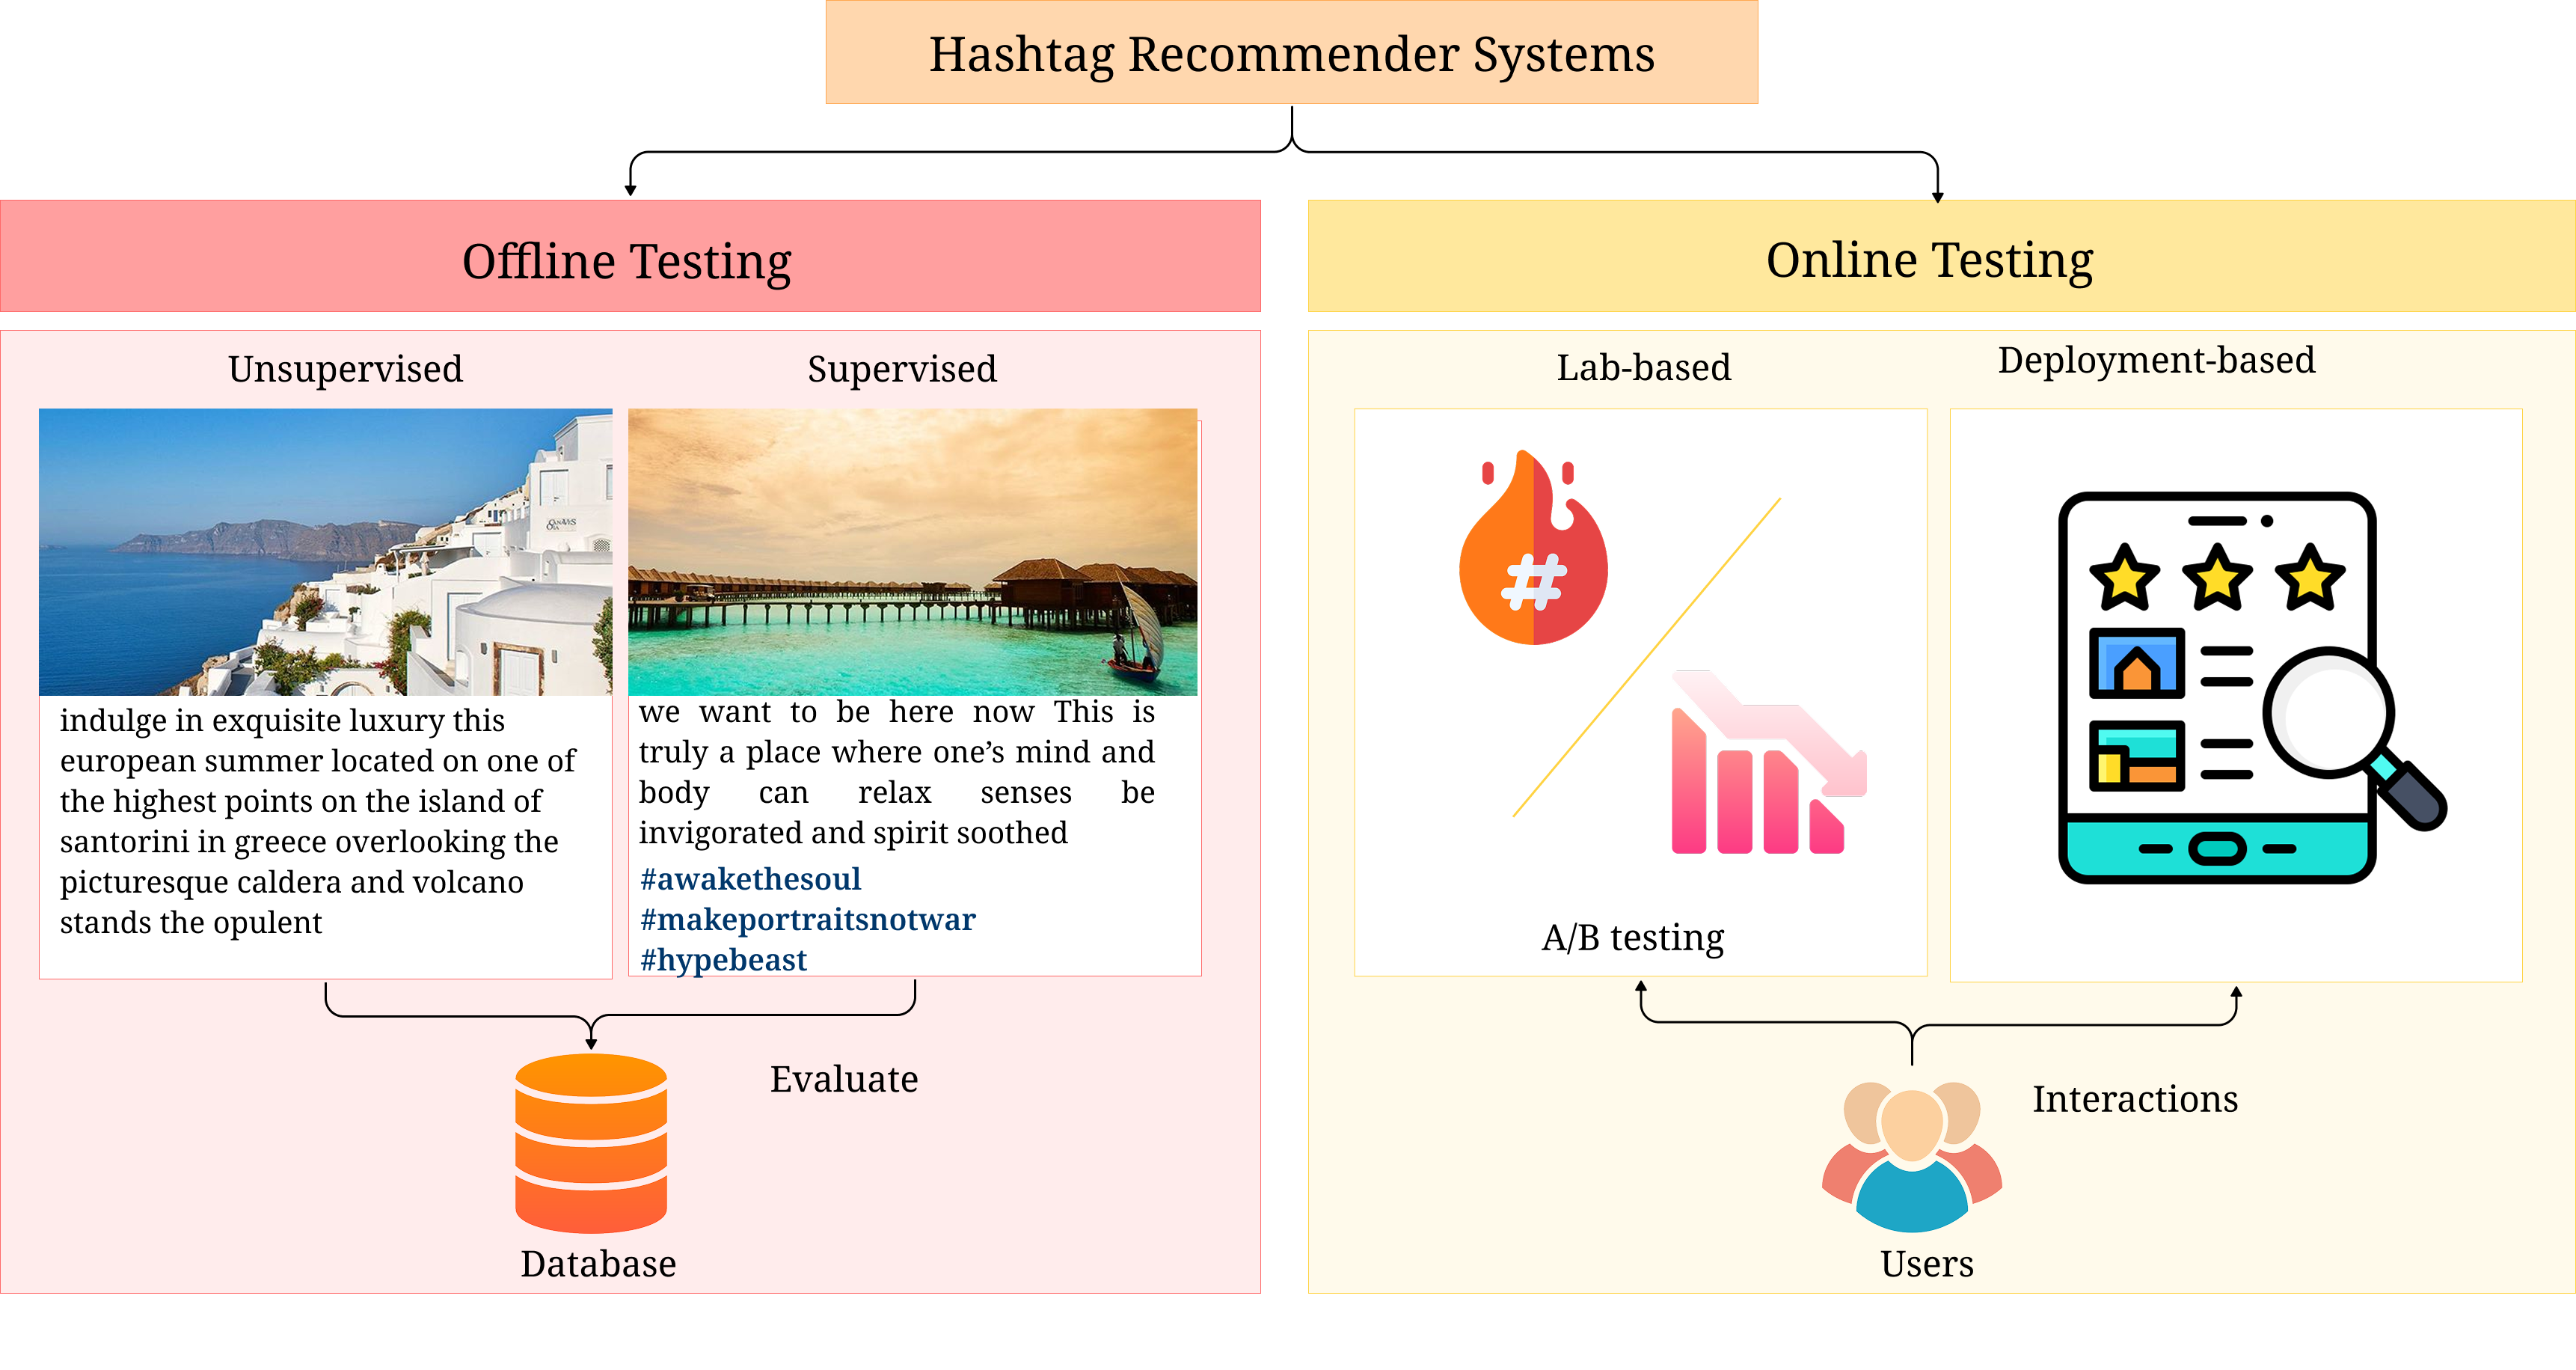 Hashtag Recommender Systems
Offline Testing
Online Testing
Unsupervised
Supervised
Lab-based
Deployment-based
CANAVES
OIA
indulge in exquisite luxury this
european summer located on one of
the highest points on the island of
santorini in greece overlooking the
picturesque caldera and volcano
stands the opulent
we want to be here now This is
truly a place where one’s mind and
body can relax senses be
invigorated and spirit soothed
#awakethesoul
#makeportraitsnotwar
#hypebeast
#
A/B testing
Evaluate
Interactions
Database
Users